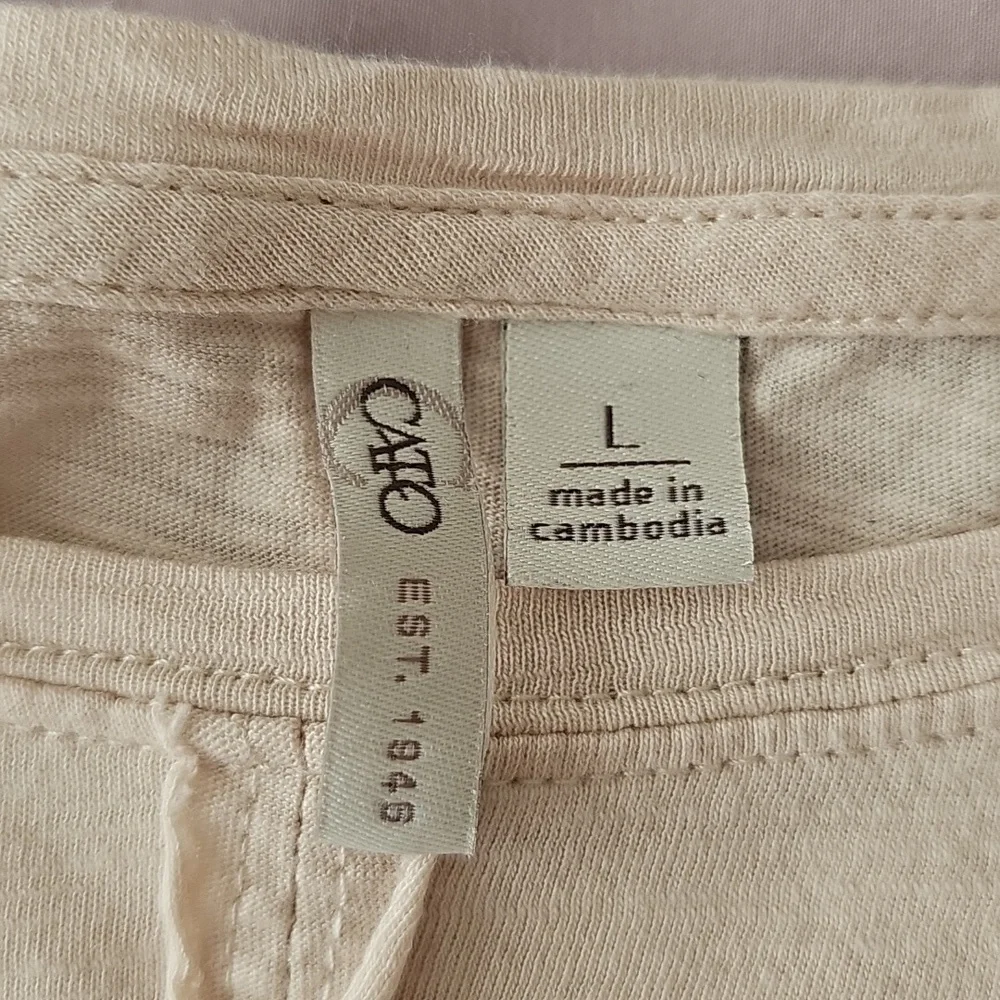 CATO
EST. 1946
L
made in
cambodia